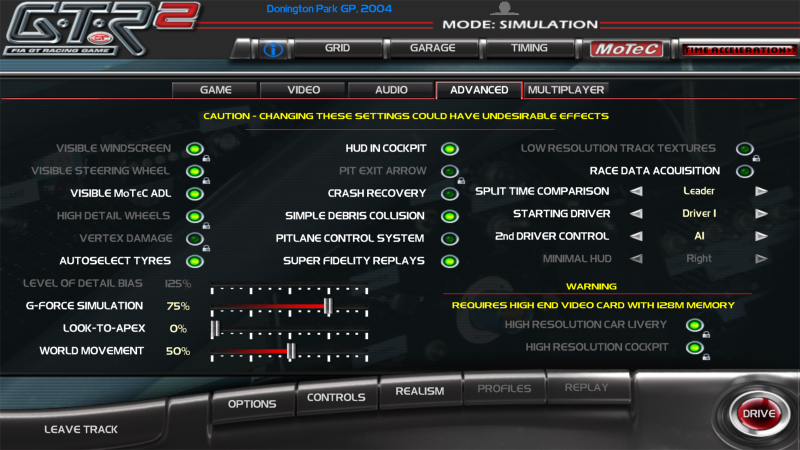 Donington Park GP, 2004
GTR2
FIA GT RACING GAME
MODE: SIMULATION
GRID GARAGE TIMING MoTeC TIME ACCELERATION
GAME VIDEO AUDIO ADVANCED MULTIPLAYER
CAUTION - CHANGING THESE SETTINGS COULD HAVE UNDESIRABLE EFFECTS
VISIBLE WINDSCREEN HUD IN COCKPIT LOW RESOLUTION TRACK TEXTURES
VISIBLE STEERING WHEEL PIT EXIT ARROW RACE DATA ACQUISITION
VISIBLE MoTeC ADL CRASH RECOVERY SPLIT TIME COMPARISON Leader
HIGH DETAIL WHEELS SIMPLE DEBRIS COLLISION STARTING DRIVER Driver 1
VERTEX DAMAGE PITLANE CONTROL SYSTEM 2nd DRIVER CONTROL AI
AUTOSELECT TYRES SUPER FIDELITY REPLAYS MINIMAL HUD Right
LEVEL OF DETAIL BIAS 125% WARNING
G-FORCE SIMULATION 75% REQUIRES HIGH END VIDEO CARD WITH 128M MEMORY
LOOK-TO-APEX 0% HIGH RESOLUTION CAR LIVERY
WORLD MOVEMENT 50% HIGH RESOLUTION COCKPIT
LEAVE TRACK OPTIONS CONTROLS REALISM PROFILES REPLAY DRIVE